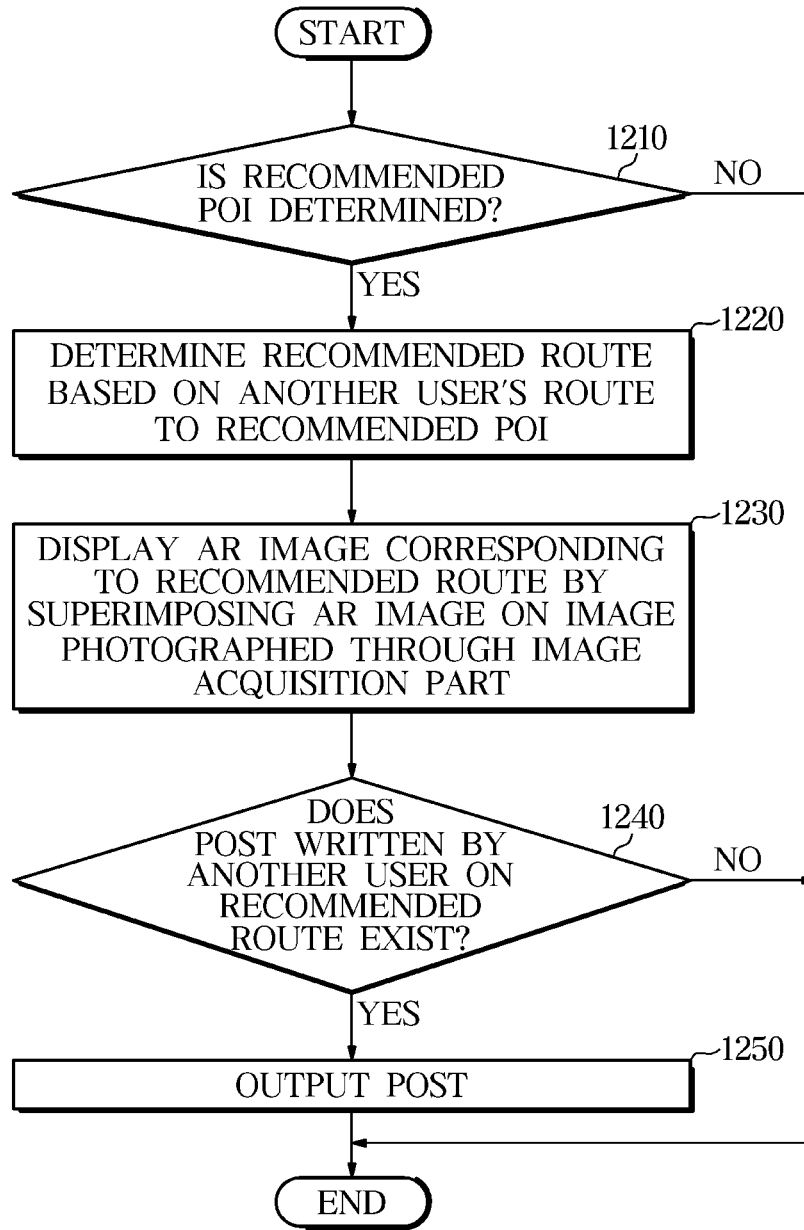 START
1210
IS RECOMMENDED
POI DETERMINED?
NO
YES
1220
DETERMINE RECOMMENDED ROUTE
BASED ON ANOTHER USER'S ROUTE
TO RECOMMENDED POI
1230
DISPLAY AR IMAGE CORRESPONDING
TO RECOMMENDED ROUTE BY
SUPERIMPOSING AR IMAGE ON IMAGE
PHOTOGRAPHED THROUGH IMAGE
ACQUISITION PART
1240
DOES
POST WRITTEN BY
ANOTHER USER ON
RECOMMENDED
ROUTE EXIST?
NO
YES
1250
OUTPUT POST
END